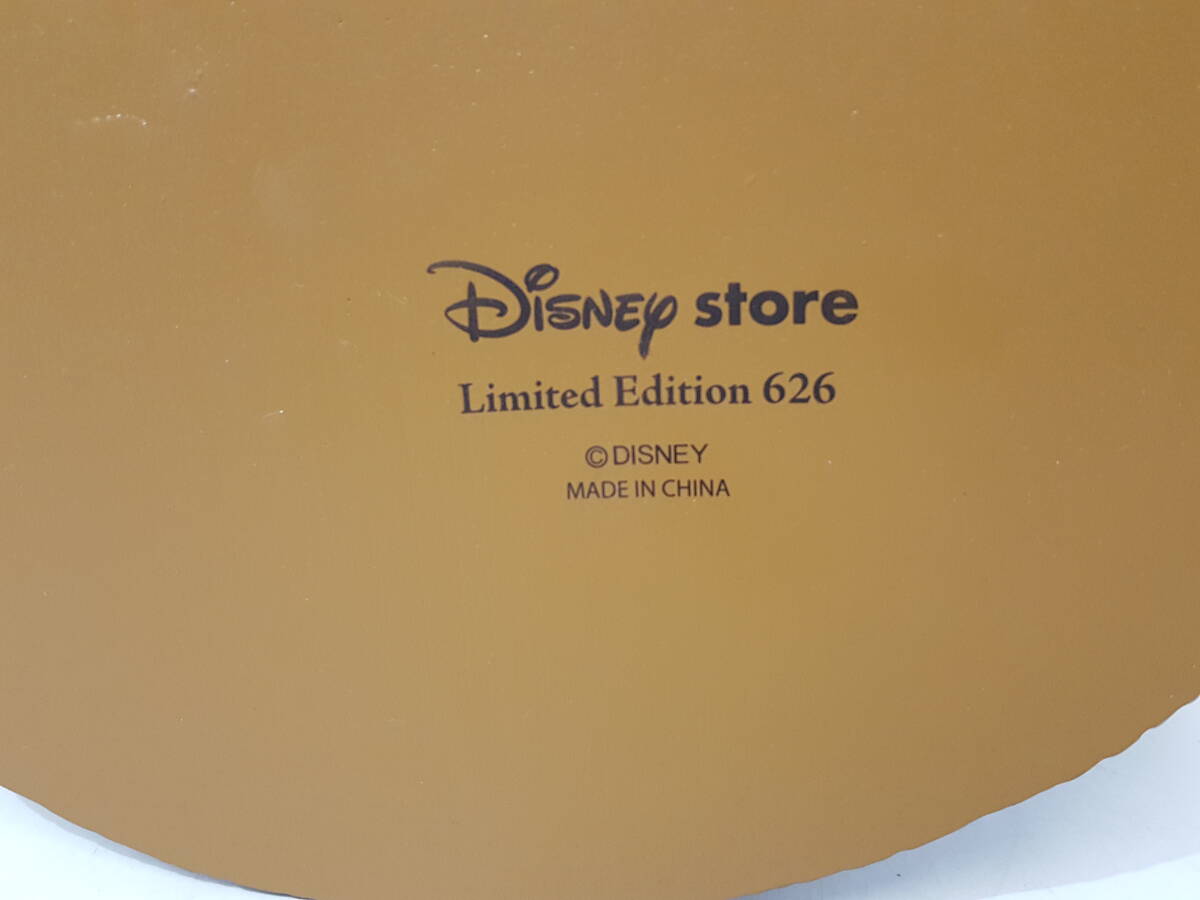 Disney store
Limited Edition 626
©DISNEY
MADE IN CHINA